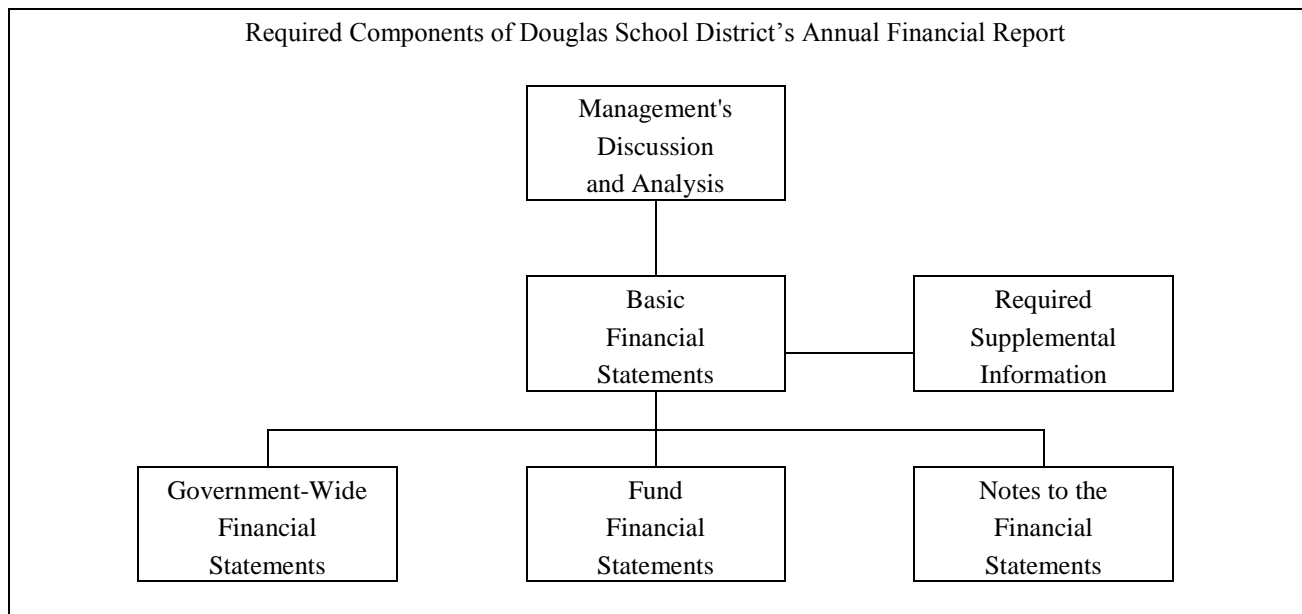 Required Components of Douglas School District’s Annual Financial Report
Management's
Discussion
and Analysis
Basic
Financial
Statements
Required
Supplemental
Information
Government-Wide
Financial
Statements
Fund
Financial
Statements
Notes to the
Financial
Statements